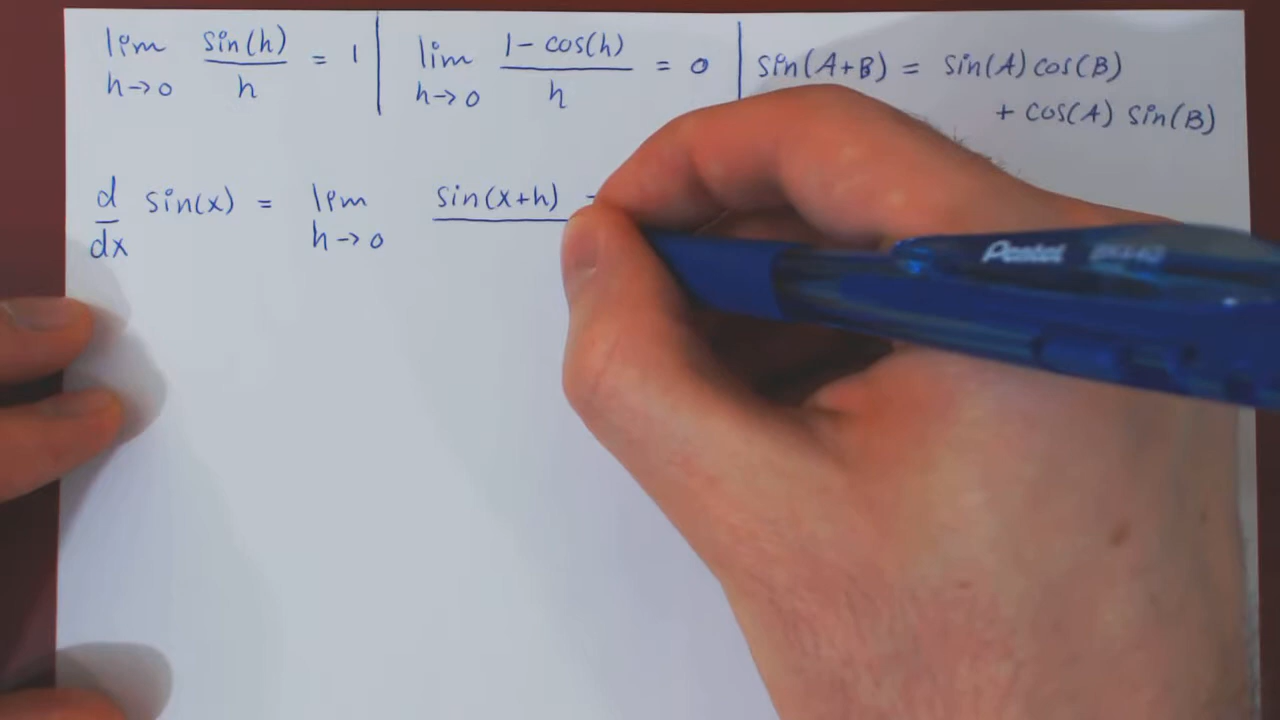 lim sin(h)/h = 1 | lim 1 - cos(h)/h = 0 | sin(A+B) = sin(A) cos(B)
h→0 h→0 + cos(A) sin(B)
d/dx sin(x) = lim sin(x+h) -
h→0
Pentel